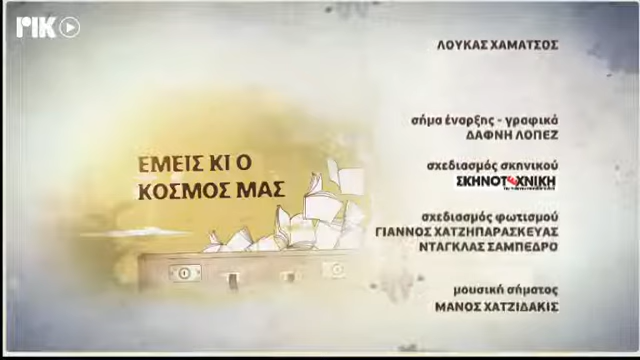 ΡΙΚ
ΛΟΥΚΑΣ ΧΑΜΑΤΣΟΣ
σήμα έναρξης - γραφικά
ΔΑΦΝΗ ΛΟΠΕΖ
σχεδιασμός σκηνικού
ΣΚΗΝΟΤΕΧΝΙΚΗ
σχεδιασμός φωτισμού
ΓΙΑΝΝΟΣ ΧΑΤΖΗΠΑΡΑΣΚΕΥΑΣ
ΝΤΑΓΚΛΑΣ ΣΑΜΠΕΔΡΟ
μουσική σήματος
ΜΑΝΟΣ ΧΑΤΖΙΔΑΚΙΣ
ΕΜΕΙΣ ΚΙ Ο
ΚΟΣΜΟΣ ΜΑΣ